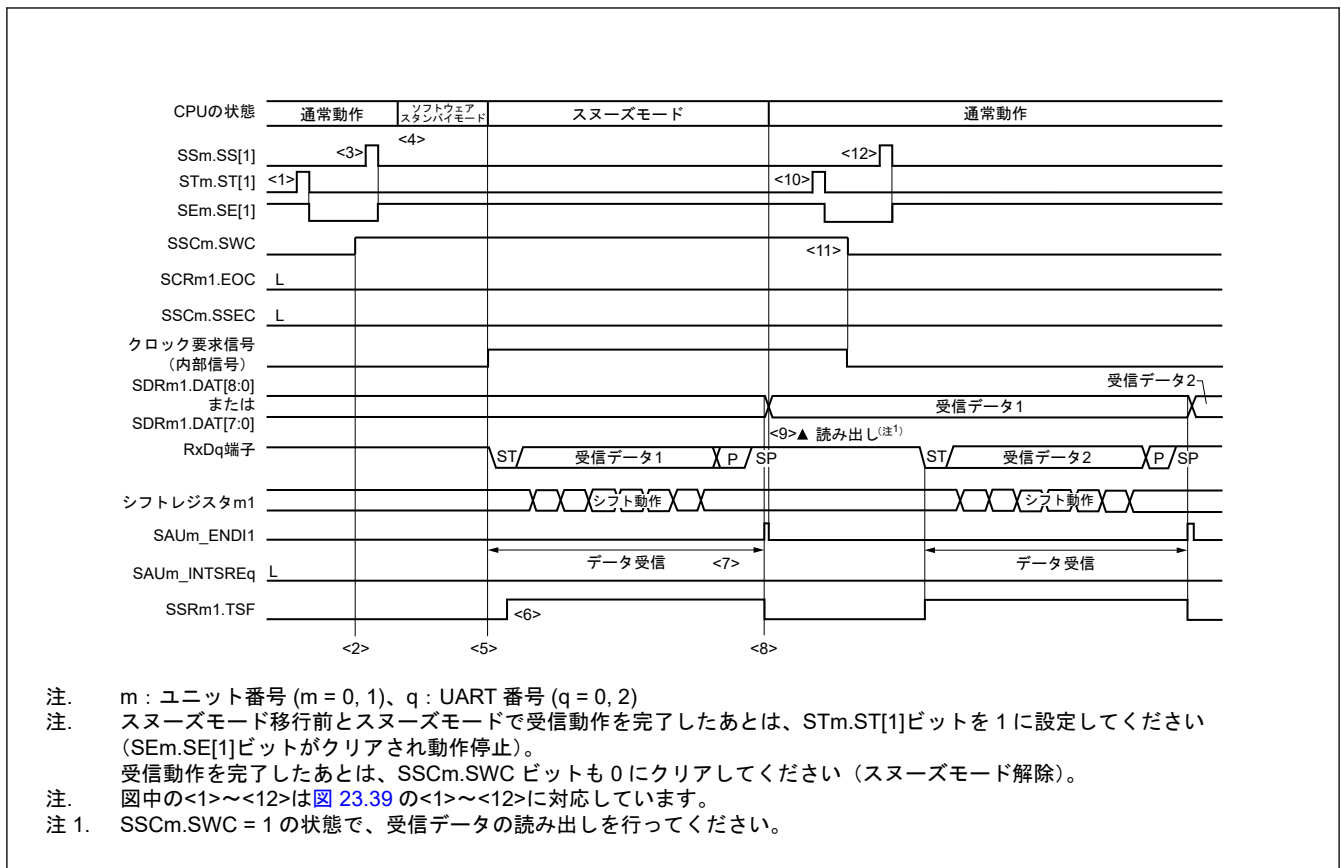 CPUの状態 通常動作 ソフトウェア スタンバイモード スヌーズモード 通常動作
<4>
SSm.SS[1] <3> <12>
STm.ST[1] <1> <10>
SEm.SE[1]
SSCm.SWC <11>
SCRm1.EOC L
SSCm.SSEC L
クロック要求信号
（内部信号）
SDRm1.DAT[8:0]
または
SDRm1.DAT[7:0]
受信データ2
受信データ1
<9>▲ 読み出し(注1)
RxDq端子 ST 受信データ1 P SP ST 受信データ2 P SP
シフトレジスタm1 シフト動作 シフト動作
SAUm_ENDI1
データ受信 <7> データ受信
SAUm_INTSREq L
SSRm1.TSF <6>
<2> <5> <8>
注. m：ユニット番号 (m = 0, 1)、q：UART 番号 (q = 0, 2)
注. スヌーズモード移行前とスヌーズモードで受信動作を完了したあとは、STm.ST[1]ビットを 1 に設定してください
（SEm.SE[1]ビットがクリアされ動作停止）。
受信動作を完了したあとは、SSCm.SWC ビットも 0 にクリアしてください（スヌーズモード解除）。
注. 図中の<1>～<12>は図 23.39 の<1>～<12>に対応しています。
注 1. SSCm.SWC = 1 の状態で、受信データの読み出しを行ってください。